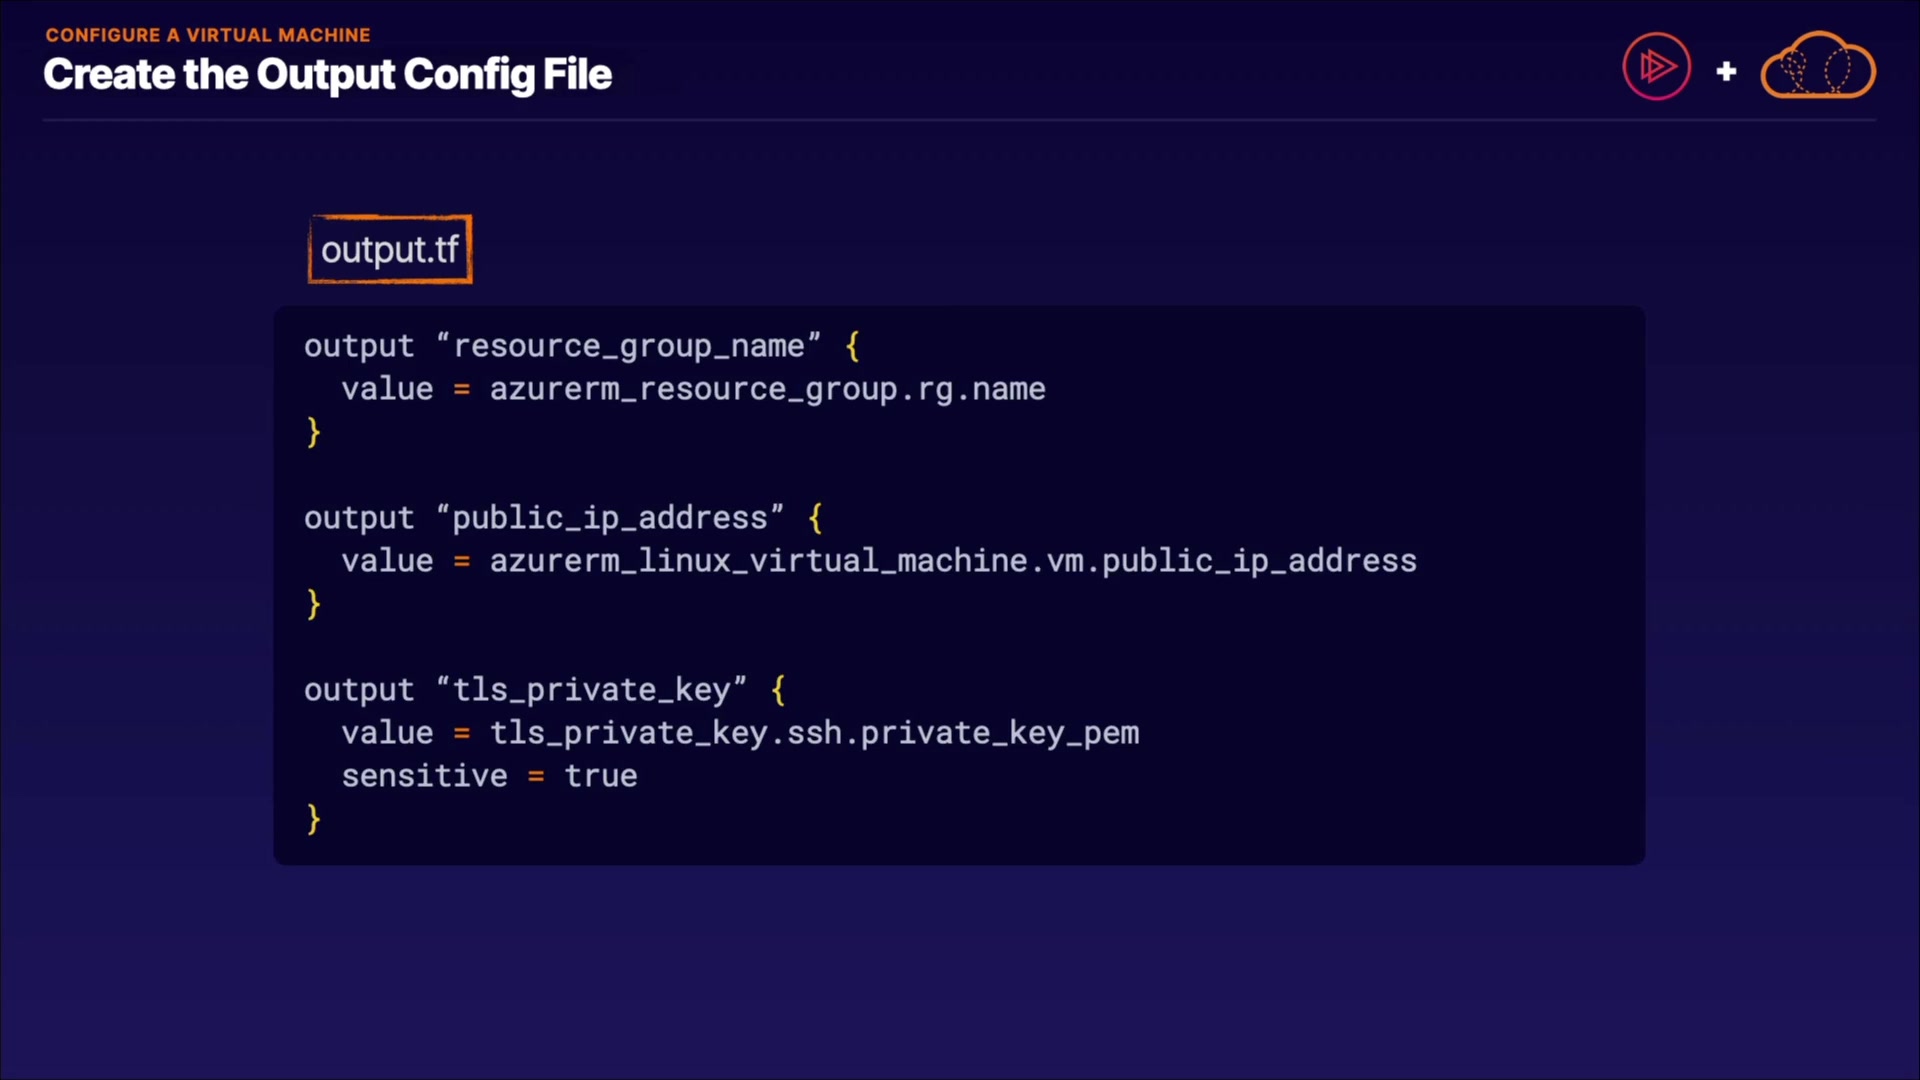 CONFIGURE A VIRTUAL MACHINE
Create the Output Config File
output.tf
output “resource_group_name” {
  value = azurerm_resource_group.rg.name
}
output “public_ip_address” {
  value = azurerm_linux_virtual_machine.vm.public_ip_address
}
output “tls_private_key” {
  value = tls_private_key.ssh.private_key_pem
  sensitive = true
}